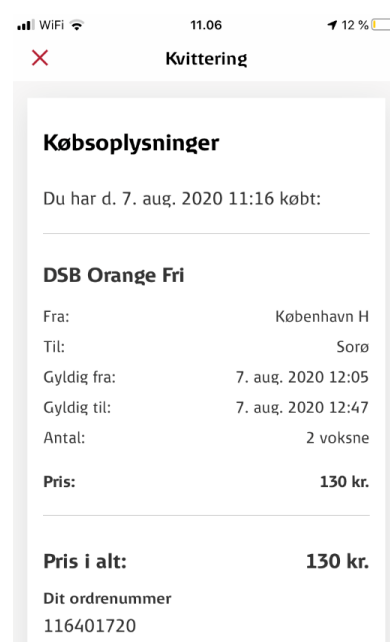 WiFi 11.06 12 %
Kvittering
Købsoplysninger
Du har d. 7. aug. 2020 11:16 købt:
DSB Orange Fri
Fra: København H
Til: Sorø
Gyldig fra: 7. aug. 2020 12:05
Gyldig til: 7. aug. 2020 12:47
Antal: 2 voksne
Pris: 130 kr.
Pris i alt: 130 kr.
Dit ordrenummer
116401720